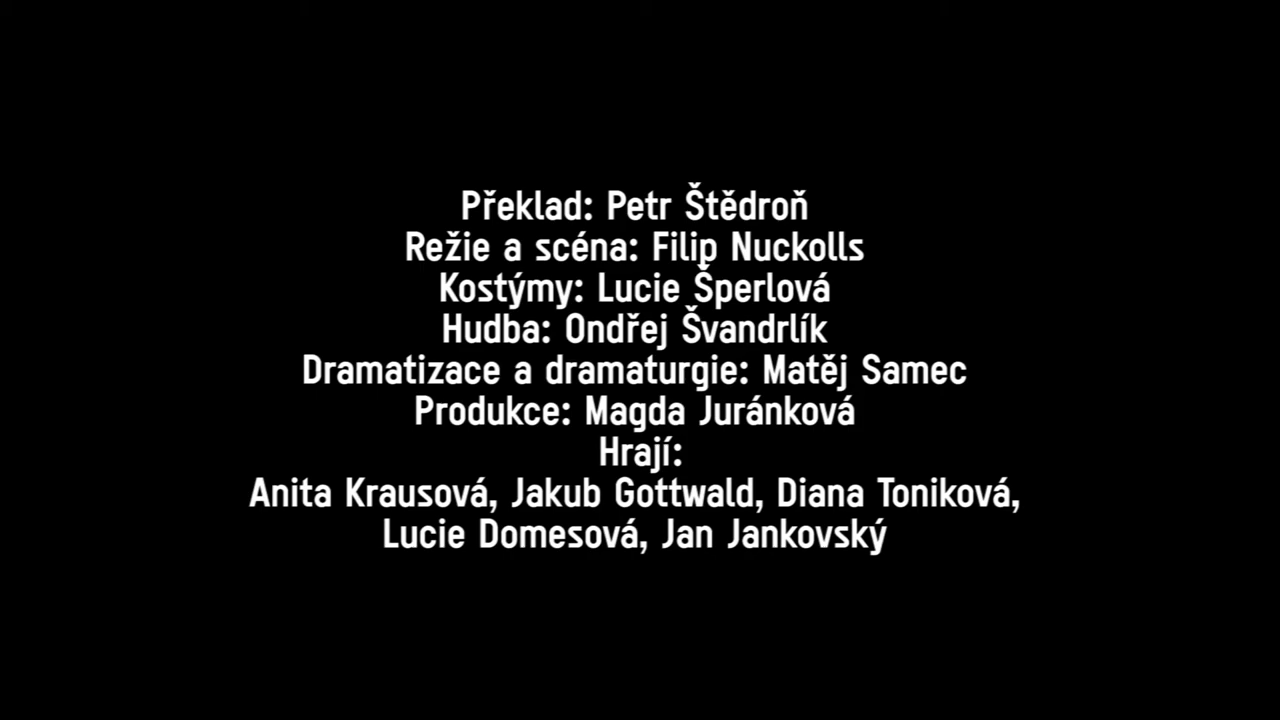 Překlad: Petr Štědroň
Režie a scéna: Filip Nuckolls
Kostýmy: Lucie Šperlová
Hudba: Ondřej Švandrlík
Dramatizace a dramaturgie: Matěj Samec
Produkce: Magda Juránková
Hrají:
Anita Krausová, Jakub Gottwald, Diana Toniková,
Lucie Domesová, Jan Jankovský